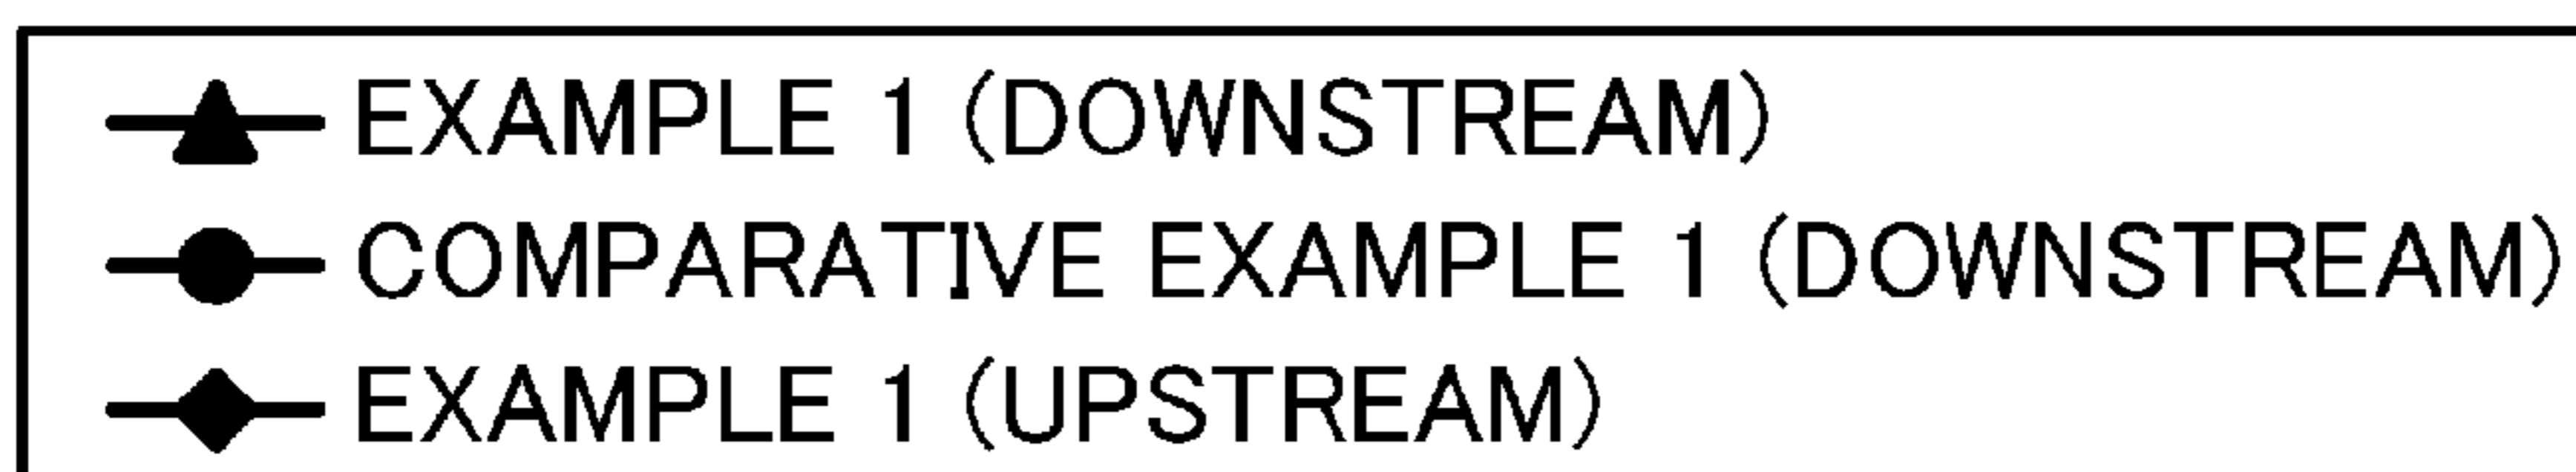 EXAMPLE 1 (DOWNSTREAM)
COMPARATIVE EXAMPLE 1 (DOWNSTREAM)
EXAMPLE 1 (UPSTREAM)